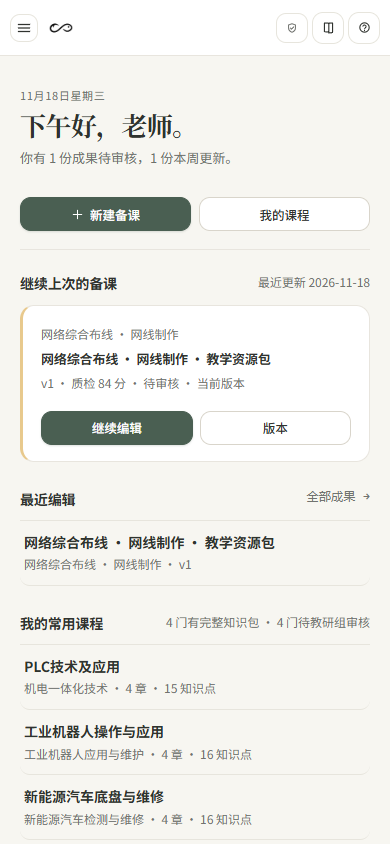 11月18日星期三
下午好，老师。
你有 1 份成果待审核，1 份本周更新。
+ 新建备课
我的课程
继续上次的备课
最近更新 2026-11-18
网络综合布线 • 网线制作
网络综合布线 • 网线制作 • 教学资源包
v1 • 质检 84 分 • 待审核 • 当前版本
继续编辑
版本
最近编辑
全部成果 →
网络综合布线 • 网线制作 • 教学资源包
网络综合布线 • 网线制作 • v1
我的常用课程
4 门有完整知识包 • 4 门待教研组审核
PLC技术及应用
机电一体化技术 • 4 章 • 15 知识点
工业机器人操作与应用
工业机器人应用与维护 • 4 章 • 16 知识点
新能源汽车底盘与维修
新能源汽车检测与维修 • 4 章 • 16 知识点